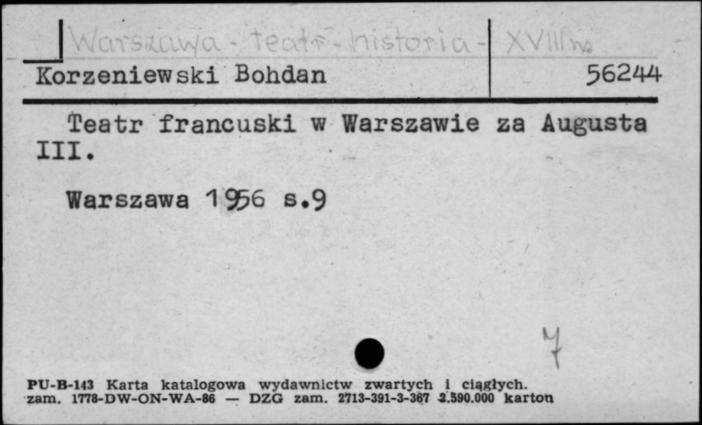 Warszawa - teatr - historia - XVIII w
Korzeniewski Bohdan 56244
Teatr francuski w Warszawie za Augusta
III.
Warszawa 1956 s.9
7
PU-B-143 Karta katalogowa wydawnictw zwartych i ciągłych.
zam. 1778-DW-ON-WA-86 — DZG zam. 2713-391-3-367 2.590.000 karton